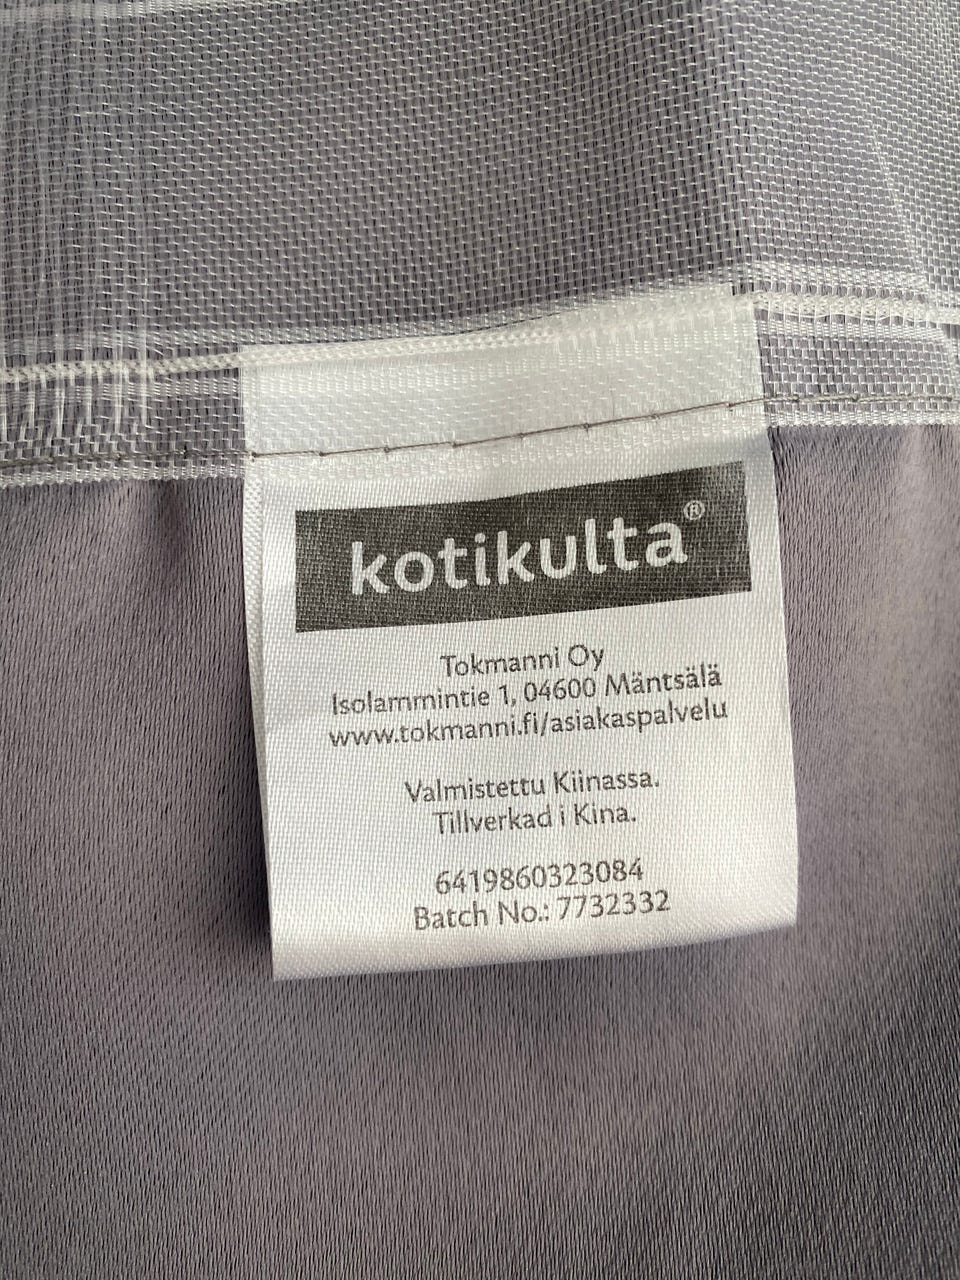 kotikulta®
Tokmanni Oy
Isolammintie 1, 04600 Mäntsälä
www.tokmanni.fi/asiakaspalvelu
Valmistettu Kiinassa.
Tillverkad i Kina.
6419860323084
Batch No.: 7732332